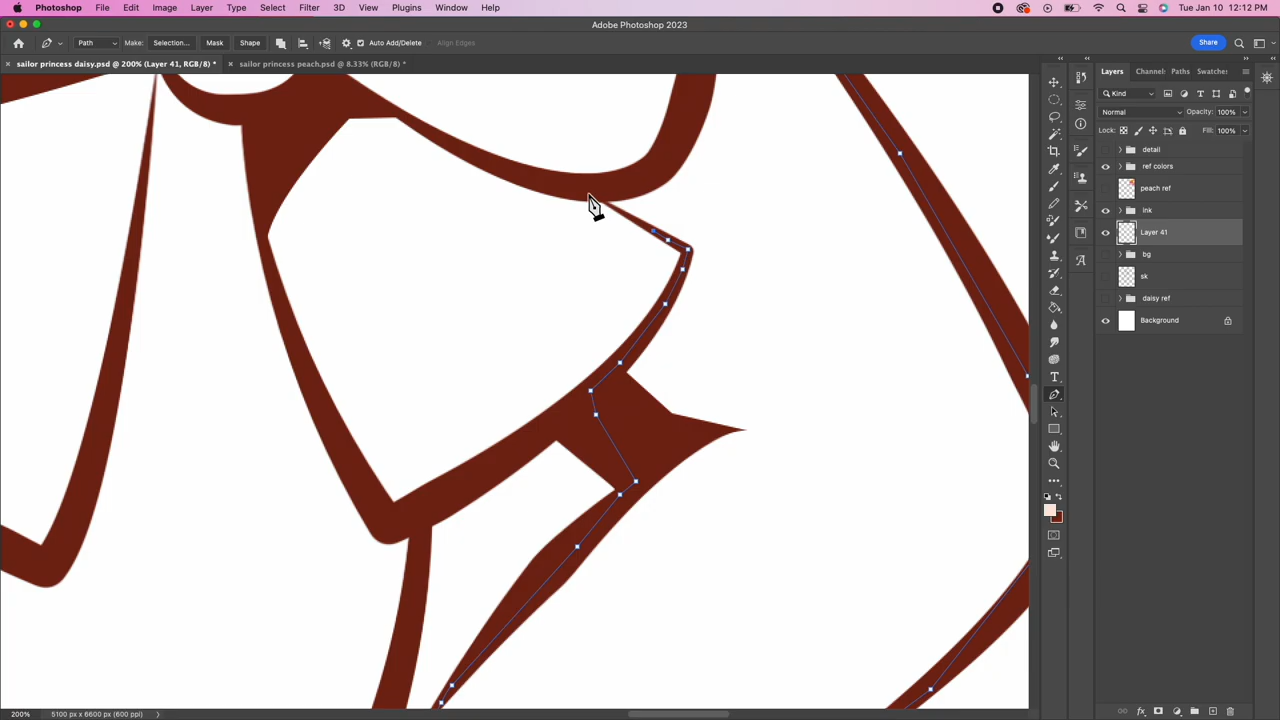 Photoshop File Edit Image Layer Type Select Filter 3D View Plugins Window Help Tue Jan 10 12:12 PM
Adobe Photoshop 2023
Path Make: Selection... Mask Shape Auto Add/Delete Align Edges Share
sailor princess daisy.psd @ 200% (Layer 41, RGB/8) * sailor princess peach.psd @ 8.33% (RGB/8) *
Layers Channel: Paths Swatche:
Kind
Normal Opacity: 100%
Lock: Fill: 100%
detail
ref colors
peach ref
ink
Layer 41
bg
sk
daisy ref
Background
200% 5100 px x 6600 px (600 ppi)